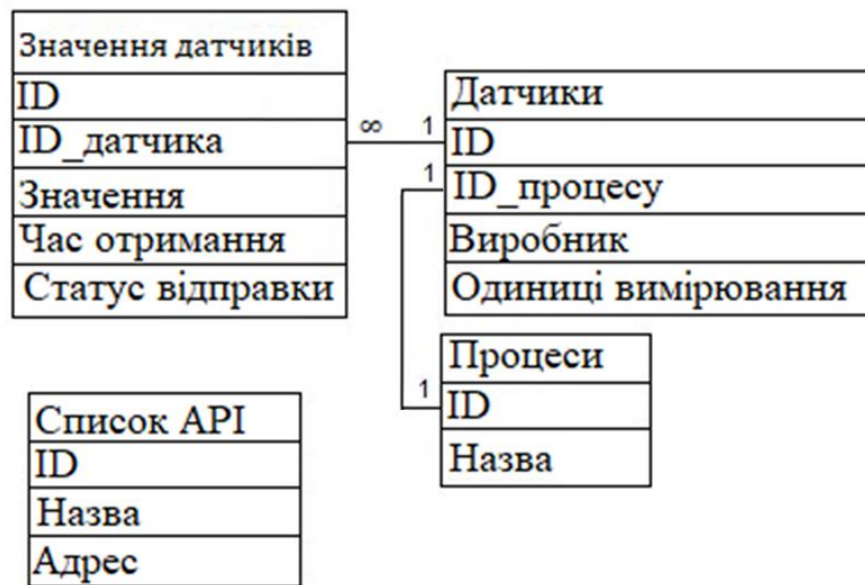 Значення датчиків
ID
ID_датчика
Значення
Час отримання
Статус відправки
∞ 1
1
Датчики
ID
ID_процесу
Виробник
Одиниці вимірювання
1
Процеси
ID
Назва
Список API
ID
Назва
Адрес